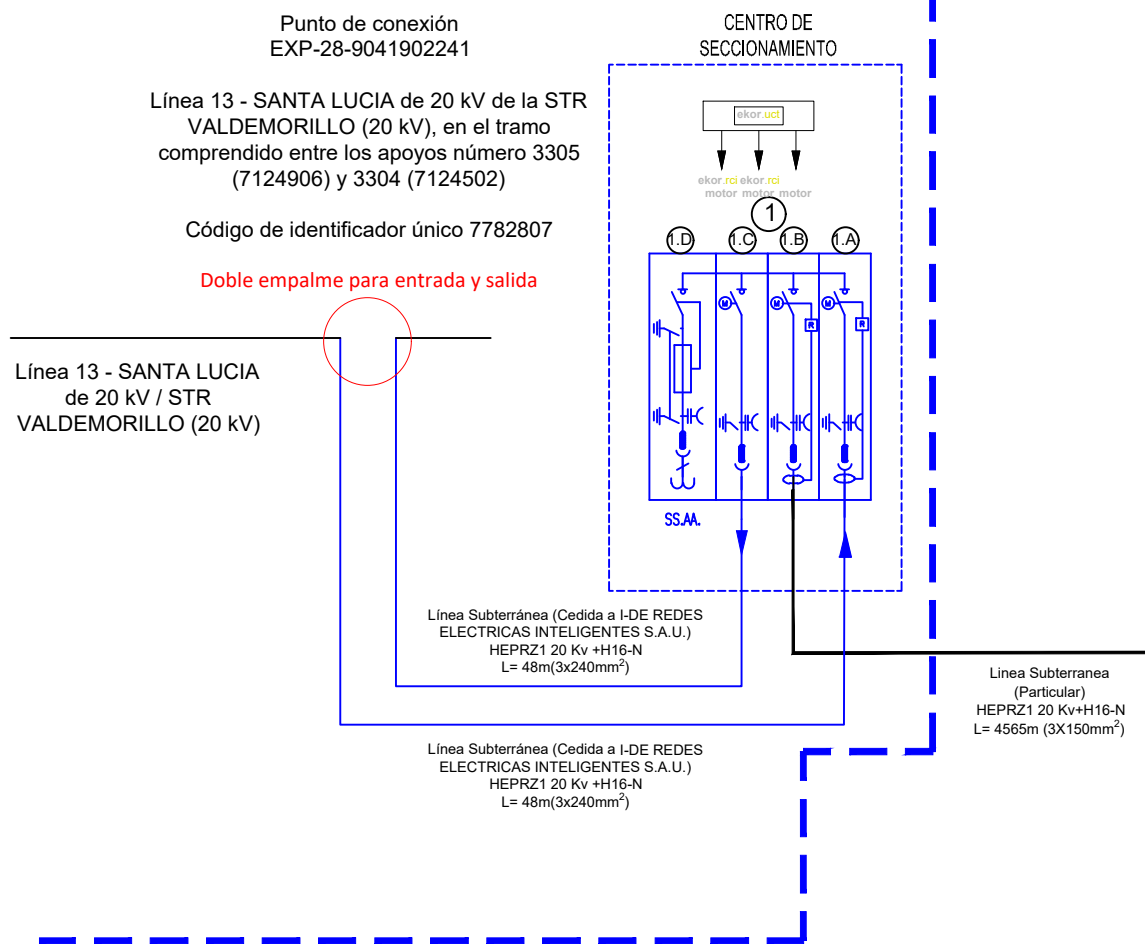 Punto de conexión
EXP-28-9041902241
Línea 13 - SANTA LUCIA de 20 kV de la STR
VALDEMORILLO (20 kV), en el tramo
comprendido entre los apoyos número 3305
(7124906) y 3304 (7124502)
Código de identificador único 7782807
Doble empalme para entrada y salida
Línea 13 - SANTA LUCIA
de 20 kV / STR
VALDEMORILLO (20 kV)
CENTRO DE
SECCIONAMIENTO
ekor.uct
ekor.rci ekor.rci
motor motor motor
1
1.D 1.C 1.B 1.A
M M M
R R
SS.AA.
Línea Subterránéa (Cedida a I-DE REDES
ELECTRICAS INTELIGENTES S.A.U.)
HEPRZ1 20 Kv +H16-N
L= 48m(3x240mm²)
Línea Subterránéa (Cedida a I-DE REDES
ELECTRICAS INTELIGENTES S.A.U.)
HEPRZ1 20 Kv +H16-N
L= 48m(3x240mm²)
Linea Subterranea
(Particular)
HEPRZ1 20 Kv+H16-N
L= 4565m (3X150mm²)